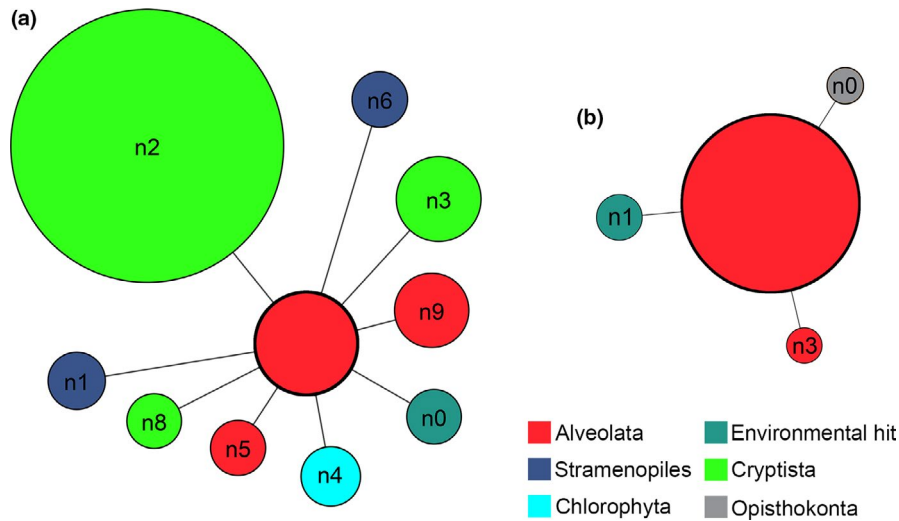 (a)
n2
n6
n3
n9
n1
n8
n5
n4
n0
(b)
n0
n1
n3
Alveolata
Stramenopiles
Chlorophyta
Environmental hit
Cryptista
Opisthokonta